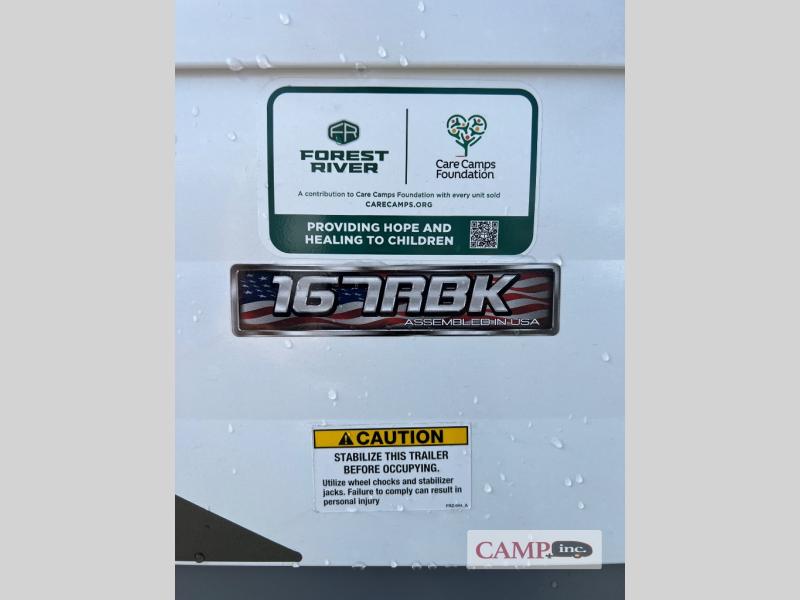 FR
FOREST
RIVER
Care Camps
Foundation
A contribution to Care Camps Foundation with every unit sold
CARECAMPS.ORG
PROVIDING HOPE AND
HEALING TO CHILDREN
167RBK
ASSEMBLED IN USA
CAUTION
STABILIZE THIS TRAILER
BEFORE OCCUPYING.
Utilize wheel chocks and stabilizer
jacks. Failure to comply can result in
personal injury
CAMP inc.